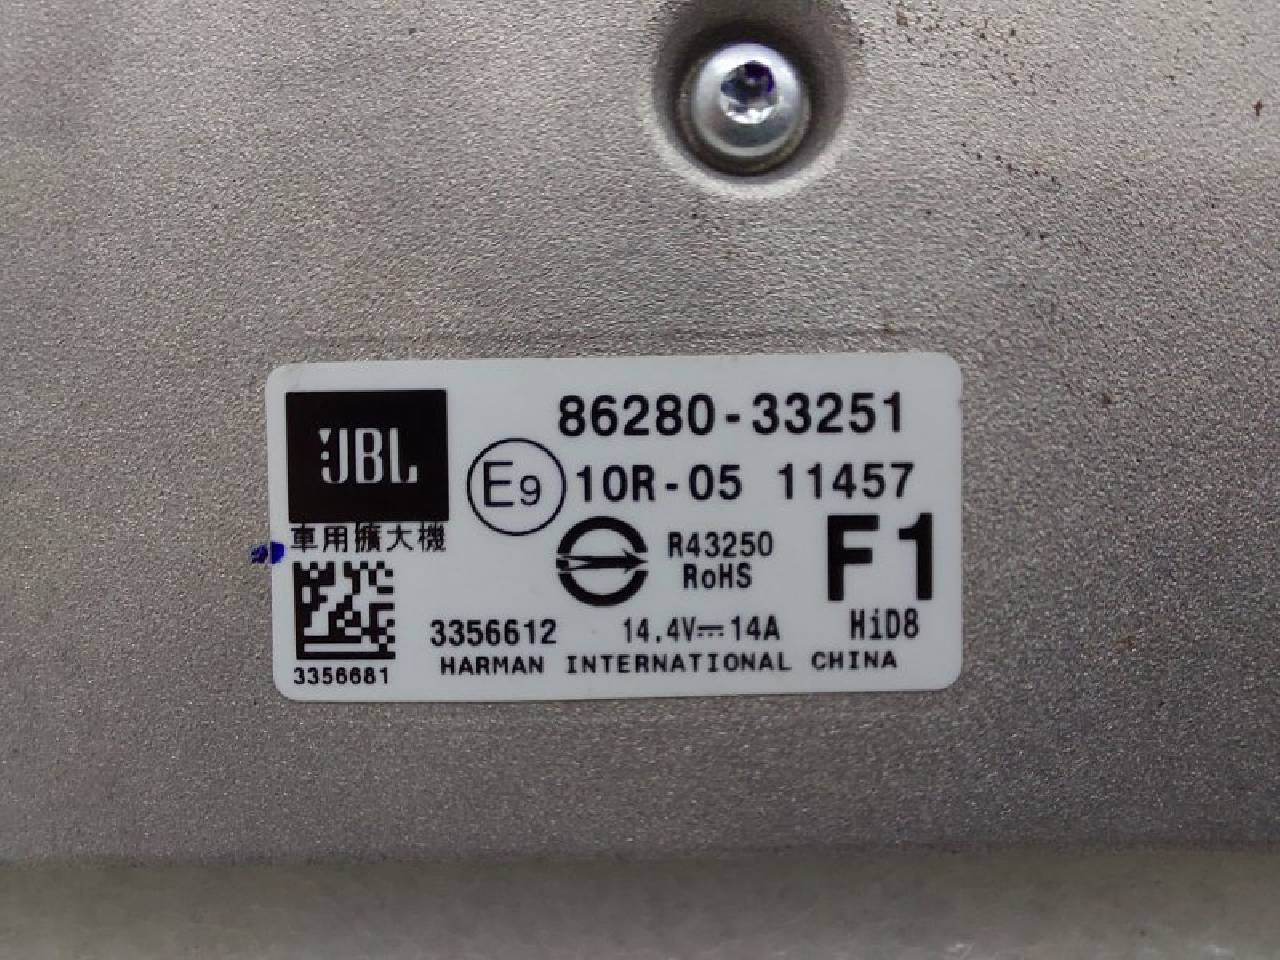 JBL
車用擴大機
3356681
86280-33251
E9 10R-05 11457
R43250
RoHS
F1
HiD8
3356612 14.4V⎓14A
HARMAN INTERNATIONAL CHINA